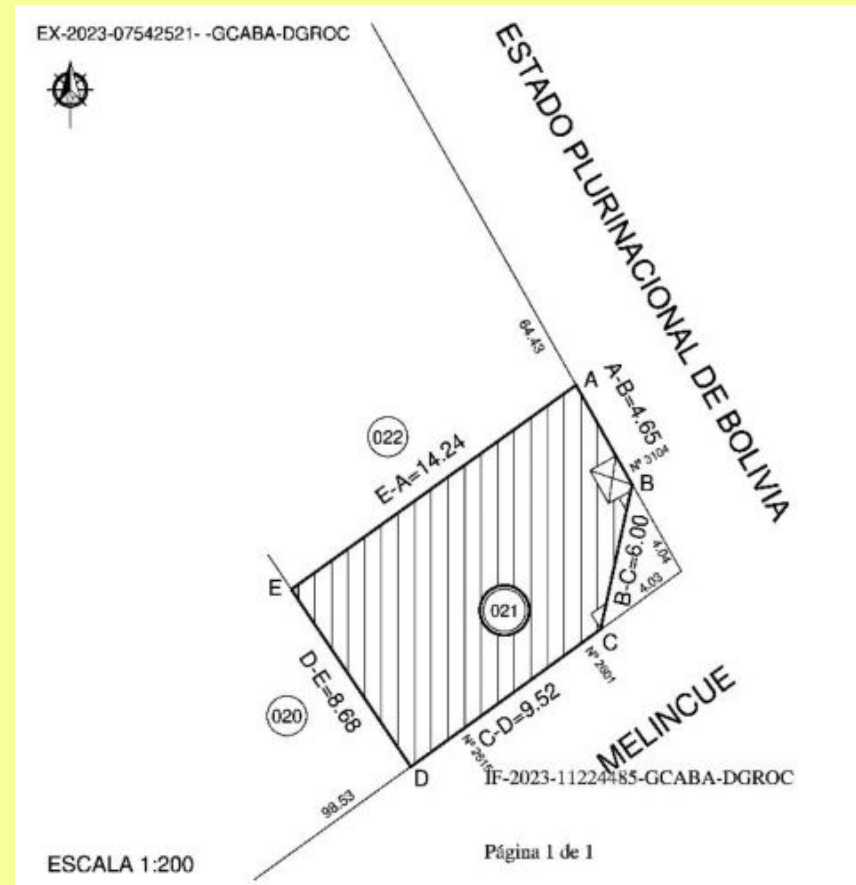 EX-2023-07542521- -GCABA-DGROC
ESTADO PLURINACIONAL DE BOLIVIA
64.43
A
A-B=4.65
022
E-A=14.24
Nº 3104
B
4.04
B-C=6.00
4.03
E
021
C
Nº 2601
D-E=8.68
020
C-D=9.52
MELINCUE
Nº 2615
D
IF-2023-11224485-GCABA-DGROC
98.53
Página 1 de 1
ESCALA 1:200